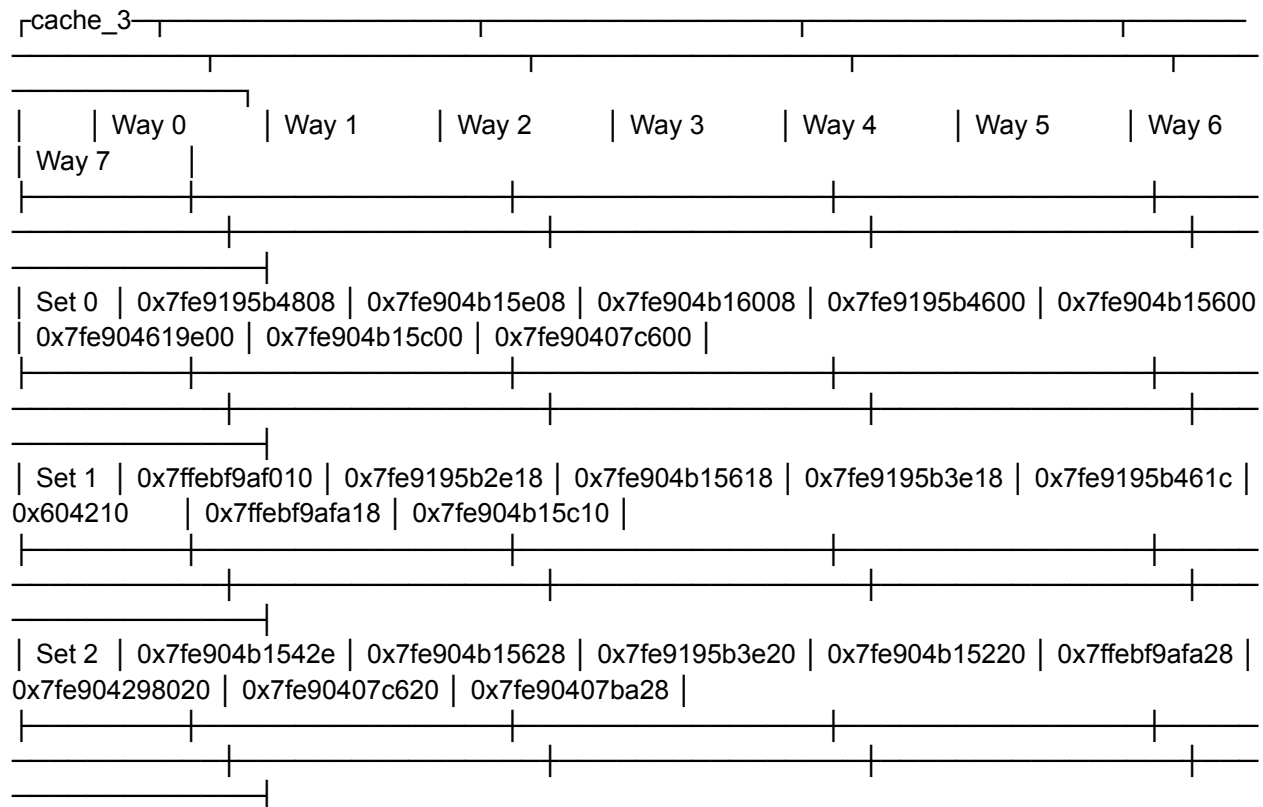 cache_3
│ │ Way 0 │ Way 1 │ Way 2 │ Way 3 │ Way 4 │ Way 5 │ Way 6
│ Way 7 │
│ Set 0 │ 0x7fe9195b4808 │ 0x7fe904b15e08 │ 0x7fe904b16008 │ 0x7fe9195b4600 │ 0x7fe904b15600
│ 0x7fe904619e00 │ 0x7fe904b15c00 │ 0x7fe90407c600 │
│ Set 1 │ 0x7ffebf9af010 │ 0x7fe9195b2e18 │ 0x7fe904b15618 │ 0x7fe9195b3e18 │ 0x7fe9195b461c │
0x604210 │ 0x7ffebf9afa18 │ 0x7fe904b15c10 │
│ Set 2 │ 0x7fe904b1542e │ 0x7fe904b15628 │ 0x7fe9195b3e20 │ 0x7fe904b15220 │ 0x7ffebf9afa28 │
0x7fe904298020 │ 0x7fe90407c620 │ 0x7fe90407ba28 │